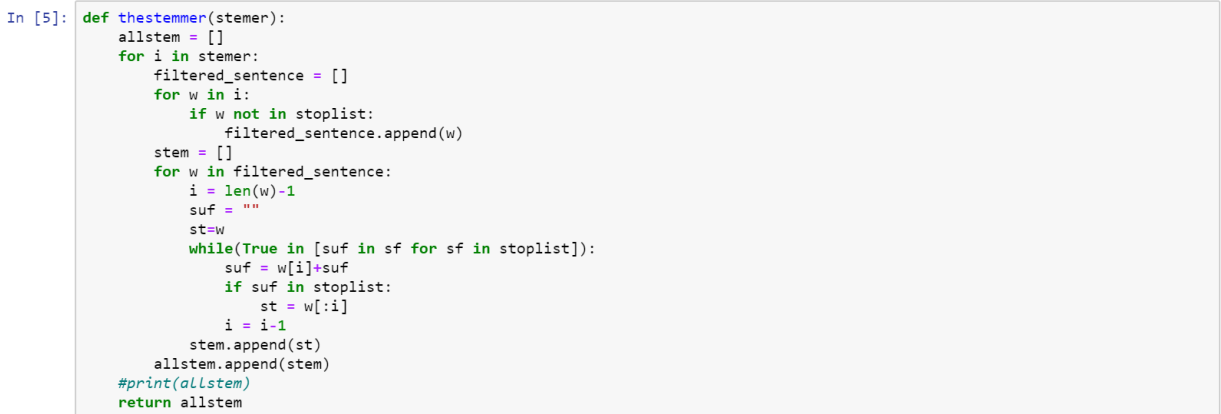 In [5]: def thestemmer(stemer):
    allstem = []
    for i in stemer:
        filtered_sentence = []
        for w in i:
            if w not in stoplist:
                filtered_sentence.append(w)
        stem = []
        for w in filtered_sentence:
            i = len(w)-1
            suf = ""
            st=w
            while(True in [suf in sf for sf in stoplist]):
                suf = w[i]+suf
                if suf in stoplist:
                    st = w[:i]
                i = i-1
            stem.append(st)
        allstem.append(stem)
    #print(allstem)
    return allstem